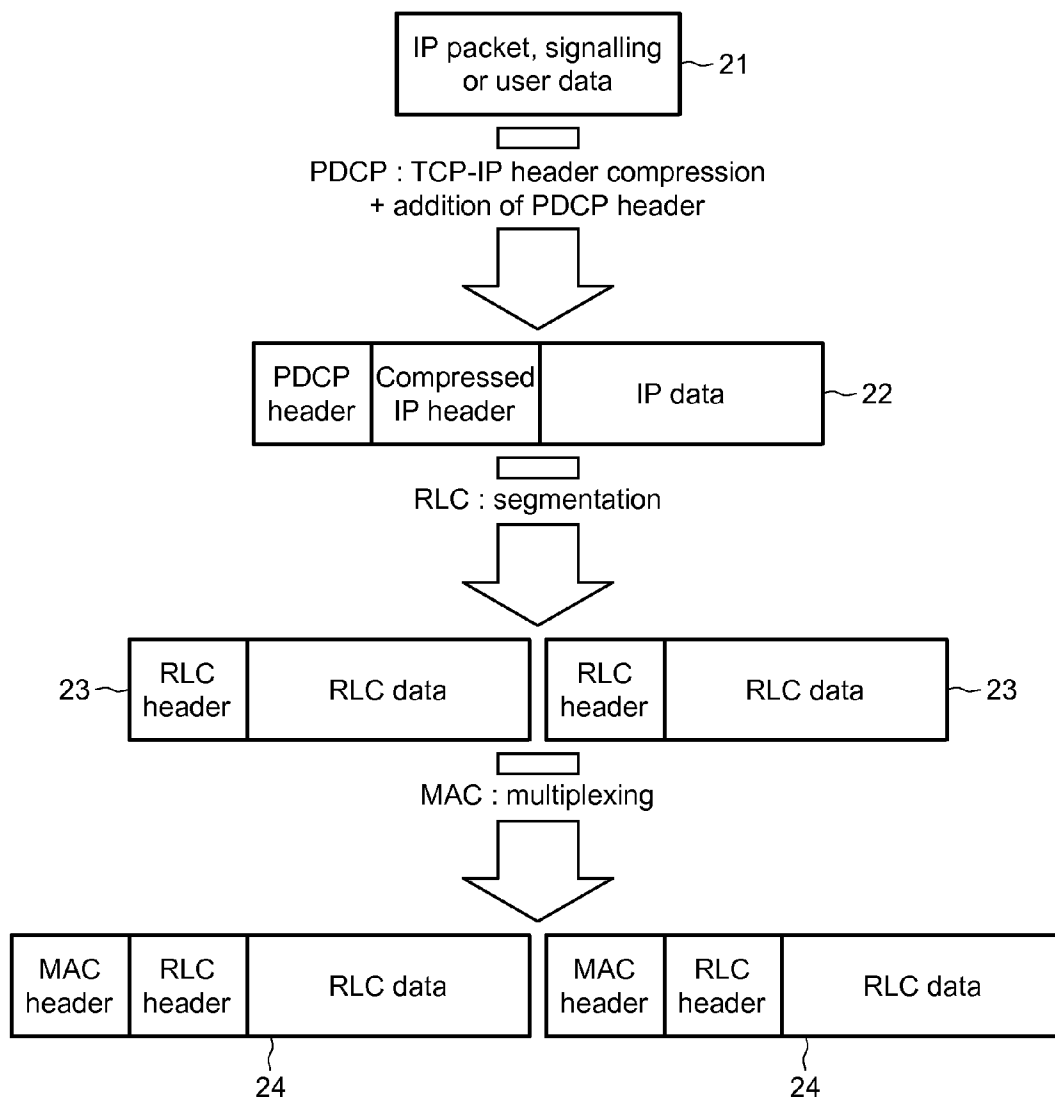 IP packet, signalling
or user data
21
PDCP : TCP-IP header compression
+ addition of PDCP header
PDCP
header
Compressed
IP header
IP data
22
RLC : segmentation
23
RLC
header
RLC data
RLC
header
RLC data
23
MAC : multiplexing
MAC
header
RLC
header
RLC data
MAC
header
RLC
header
RLC data
24
24